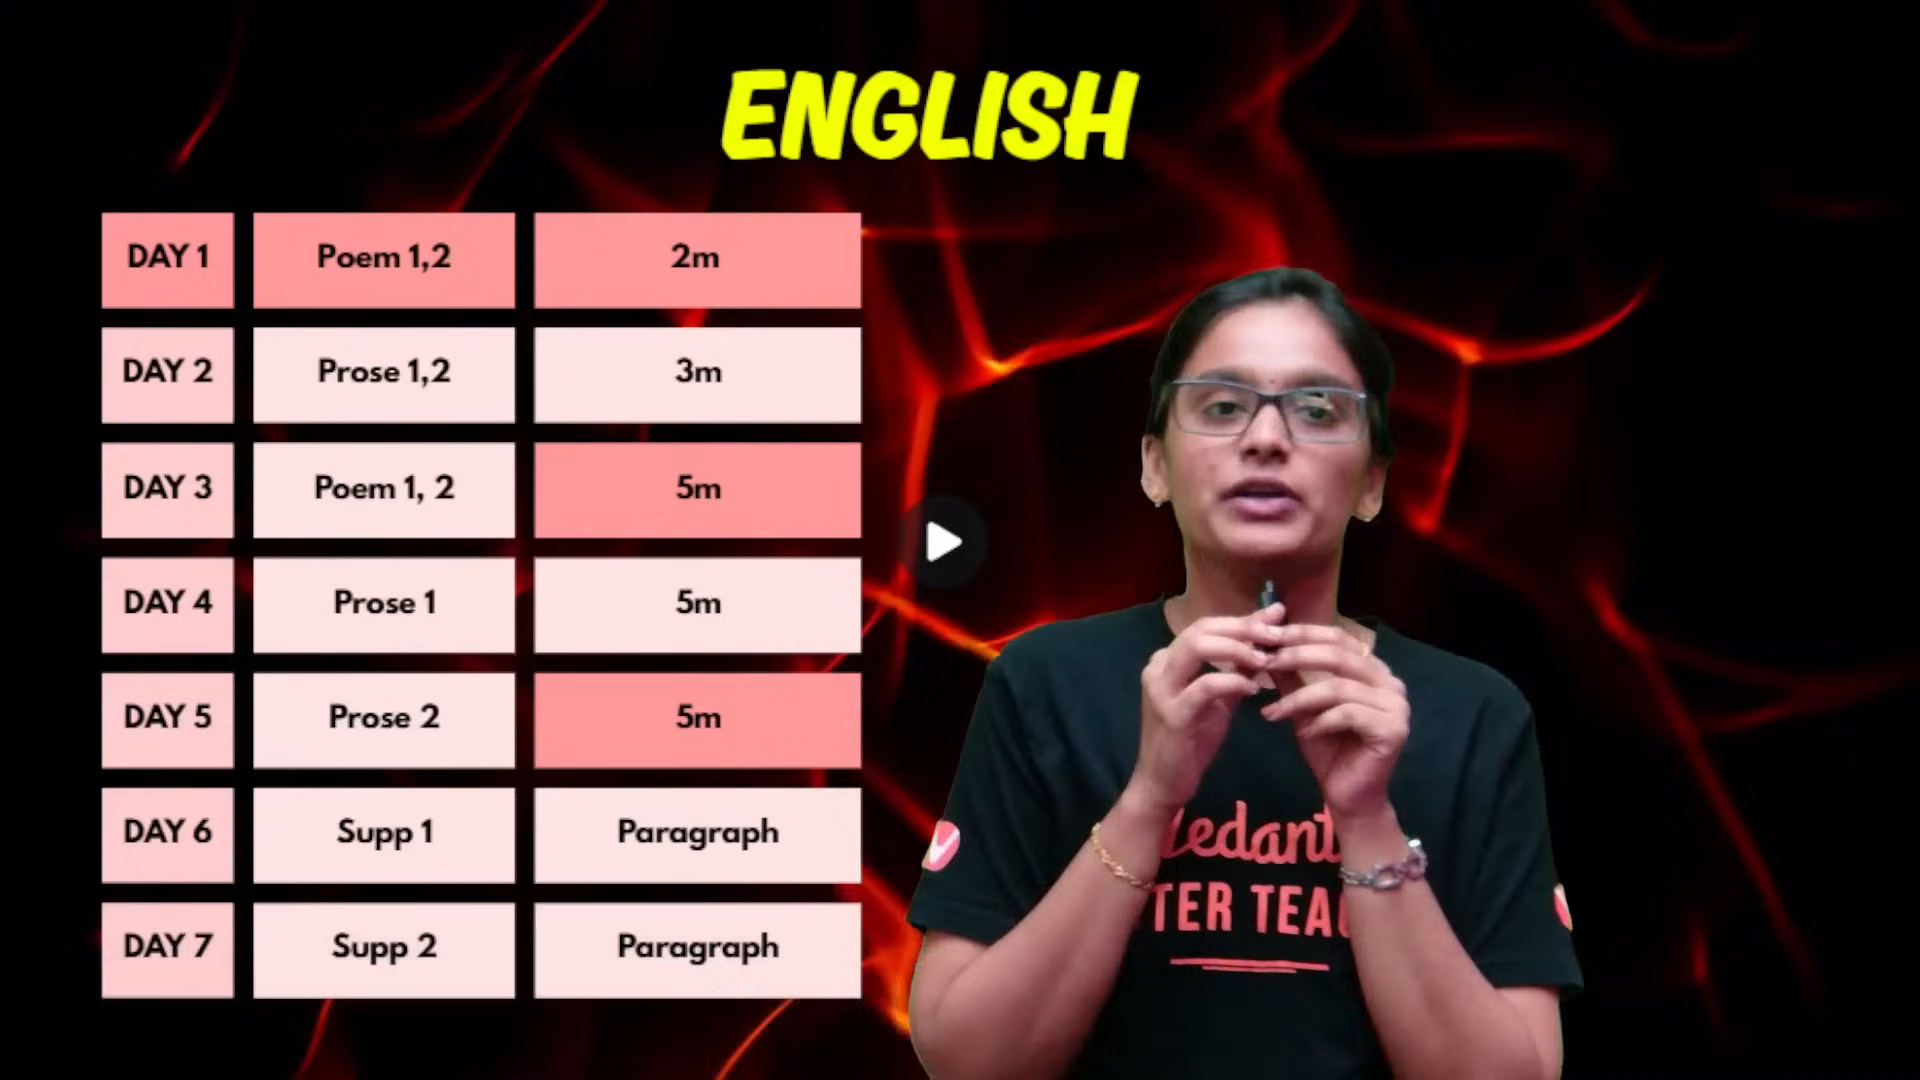 ENGLISH
DAY 1 Poem 1,2 2m
DAY 2 Prose 1,2 3m
DAY 3 Poem 1, 2 5m
DAY 4 Prose 1 5m
DAY 5 Prose 2 5m
DAY 6 Supp 1 Paragraph
DAY 7 Supp 2 Paragraph